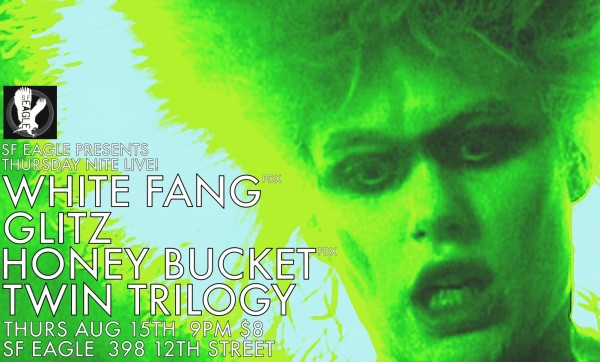 SF EAGLE
SF EAGLE PRESENTS
THURSDAY NITE LIVE!
WHITE FANG PDX
GLITZ
HONEY BUCKET PDX
TWIN TRILOGY
THURS AUG 15TH 9PM $8
SF EAGLE 398 12TH STREET